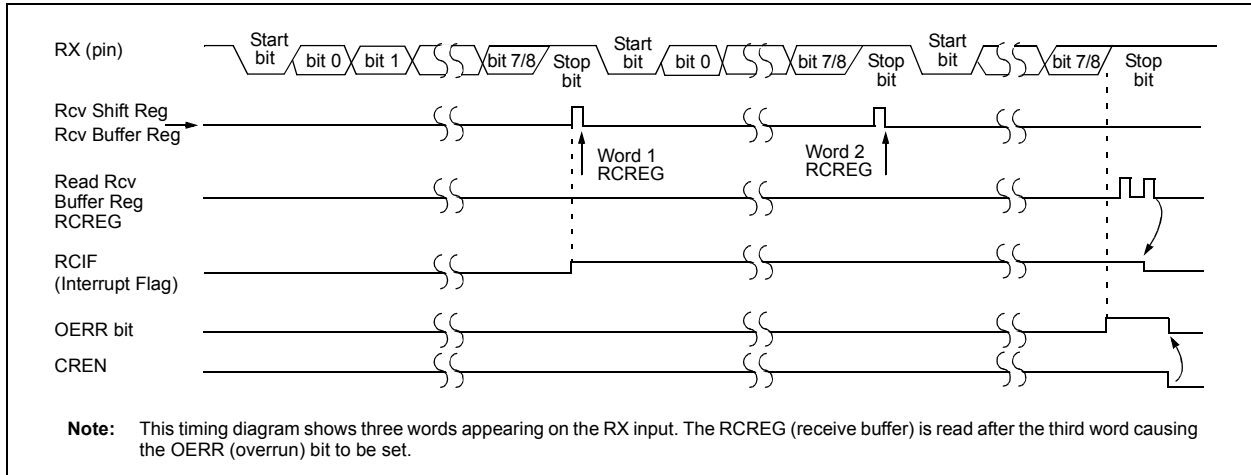 RX (pin)
Start
bit
bit 0
bit 1
bit 7/8
Stop
bit
Start
bit
bit 0
bit 7/8
Stop
bit
Start
bit
bit 7/8
Stop
bit
Rcv Shift Reg
Rcv Buffer Reg
Word 1
RCREG
Word 2
RCREG
Read Rcv
Buffer Reg
RCREG
RCIF
(Interrupt Flag)
OERR bit
CREN
Note: This timing diagram shows three words appearing on the RX input. The RCREG (receive buffer) is read after the third word causing
the OERR (overrun) bit to be set.